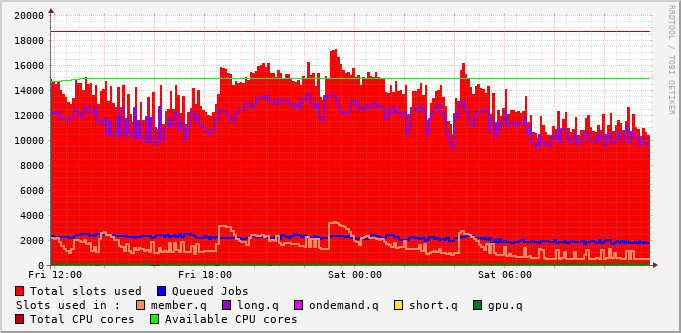 20000
18000
16000
14000
12000
10000
8000
6000
4000
2000
0
Fri 12:00 Fri 18:00 Sat 00:00 Sat 06:00
RRDTOOL / TOBI OETIKER
Total slots used Queued Jobs
Slots used in : member.q long.q ondemand.q short.q gpu.q
Total CPU cores Available CPU cores